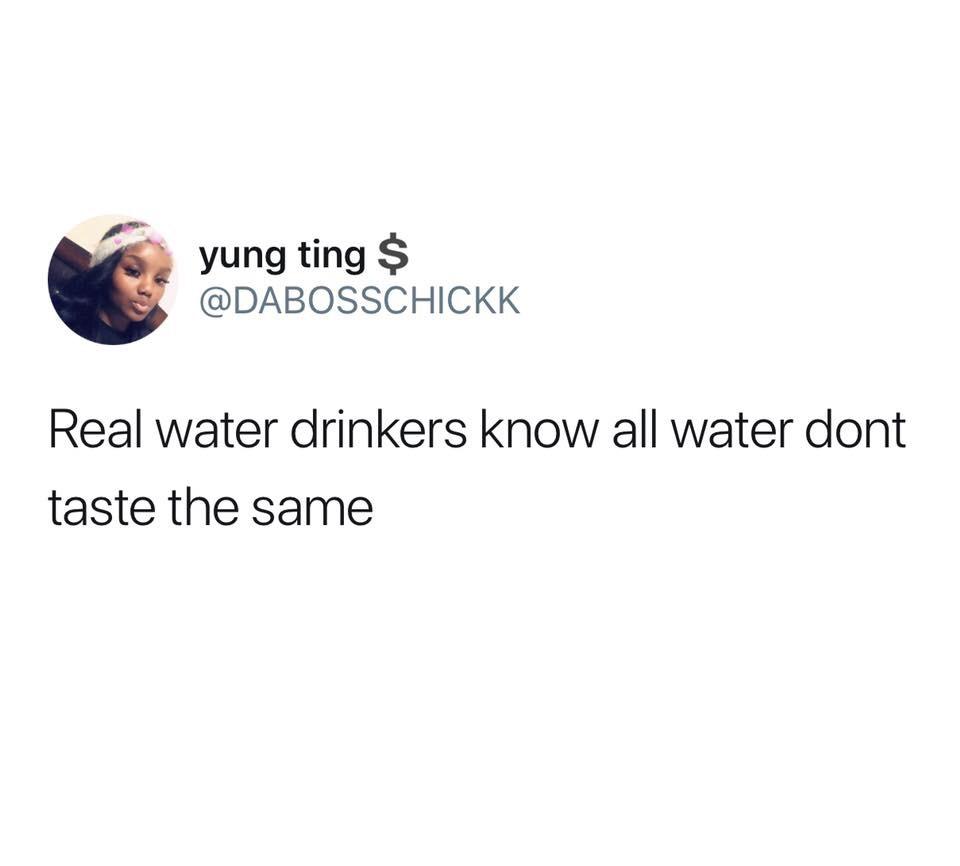 yung ting 💲
@DABOSSCHICKK
Real water drinkers know all water dont
taste the same